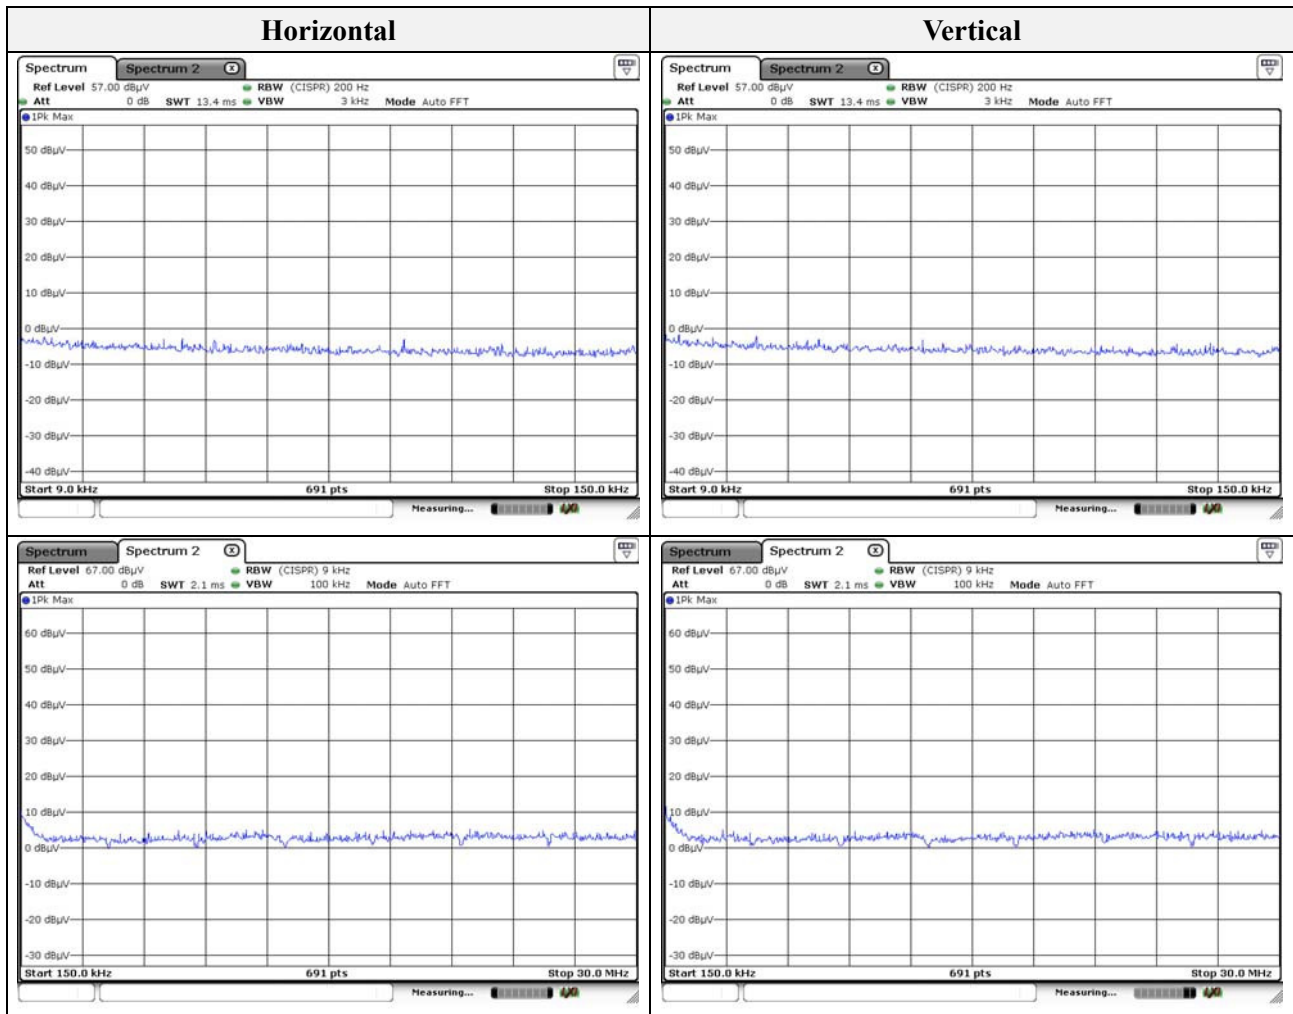 Horizontal
Vertical
Spectrum Spectrum 2 X
Ref Level 57.00 dBµV RBW (CISPR) 200 Hz
Att 0 dB SWT 13.4 ms VBW 3 kHz Mode Auto FFT
1Pk Max
50 dBµV
40 dBµV
30 dBµV
20 dBµV
10 dBµV
0 dBµV
-10 dBµV
-20 dBµV
-30 dBµV
-40 dBµV
Start 9.0 kHz 691 pts Stop 150.0 kHz
Measuring...
Spectrum Spectrum 2 X
Ref Level 57.00 dBµV RBW (CISPR) 200 Hz
Att 0 dB SWT 13.4 ms VBW 3 kHz Mode Auto FFT
1Pk Max
50 dBµV
40 dBµV
30 dBµV
20 dBµV
10 dBµV
0 dBµV
-10 dBµV
-20 dBµV
-30 dBµV
-40 dBµV
Start 9.0 kHz 691 pts Stop 150.0 kHz
Measuring...
Spectrum Spectrum 2 X
Ref Level 67.00 dBµV RBW (CISPR) 9 kHz
Att 0 dB SWT 2.1 ms VBW 100 kHz Mode Auto FFT
1Pk Max
60 dBµV
50 dBµV
40 dBµV
30 dBµV
20 dBµV
10 dBµV
0 dBµV
-10 dBµV
-20 dBµV
-30 dBµV
Start 150.0 kHz 691 pts Stop 30.0 MHz
Measuring...
Spectrum Spectrum 2 X
Ref Level 67.00 dBµV RBW (CISPR) 9 kHz
Att 0 dB SWT 2.1 ms VBW 100 kHz Mode Auto FFT
1Pk Max
60 dBµV
50 dBµV
40 dBµV
30 dBµV
20 dBµV
10 dBµV
0 dBµV
-10 dBµV
-20 dBµV
-30 dBµV
Start 150.0 kHz 691 pts Stop 30.0 MHz
Measuring...